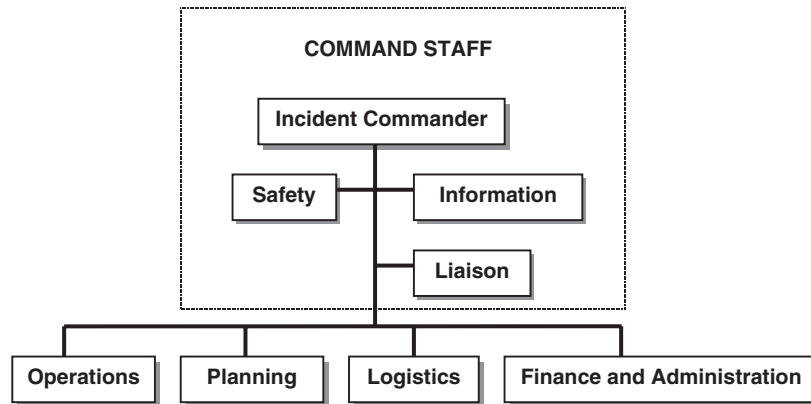 COMMAND STAFF
Incident Commander
Safety
Information
Liaison
Operations
Planning
Logistics
Finance and Administration